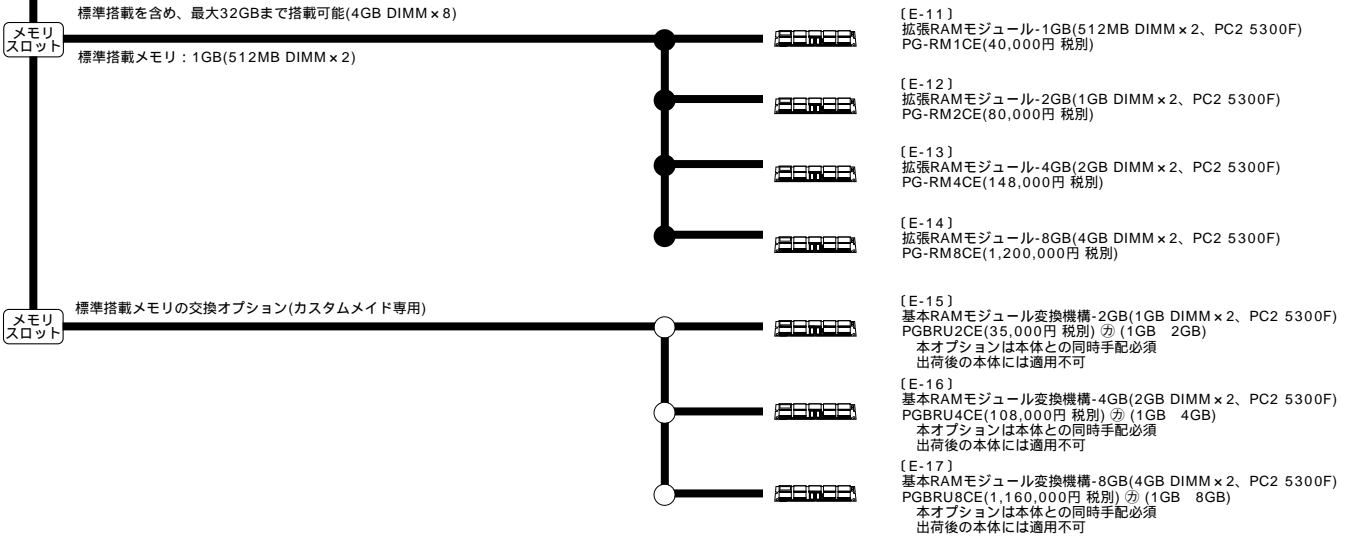 標準搭載を含め、最大32GBまで搭載可能(4GB DIMM×8)
メモリ
スロット
標準搭載メモリ：1GB(512MB DIMM×2)
〔E-11〕
拡張RAMモジュール-1GB(512MB DIMM×2、PC2 5300F)
PG-RM1CE(40,000円 税別)
〔E-12〕
拡張RAMモジュール-2GB(1GB DIMM×2、PC2 5300F)
PG-RM2CE(80,000円 税別)
〔E-13〕
拡張RAMモジュール-4GB(2GB DIMM×2、PC2 5300F)
PG-RM4CE(148,000円 税別)
〔E-14〕
拡張RAMモジュール-8GB(4GB DIMM×2、PC2 5300F)
PG-RM8CE(1,200,000円 税別)
メモリ
スロット
標準搭載メモリの交換オプション(カスタムメイド専用)
〔E-15〕
基本RAMモジュール変換機構-2GB(1GB DIMM×2、PC2 5300F)
PGBRU2CE(35,000円 税別) ㋕ (1GB 2GB)
本オプションは本体との同時手配必須
出荷後の本体には適用不可
〔E-16〕
基本RAMモジュール変換機構-4GB(2GB DIMM×2、PC2 5300F)
PGBRU4CE(108,000円 税別) ㋕ (1GB 4GB)
本オプションは本体との同時手配必須
出荷後の本体には適用不可
〔E-17〕
基本RAMモジュール変換機構-8GB(4GB DIMM×2、PC2 5300F)
PGBRU8CE(1,160,000円 税別) ㋕ (1GB 8GB)
本オプションは本体との同時手配必須
出荷後の本体には適用不可